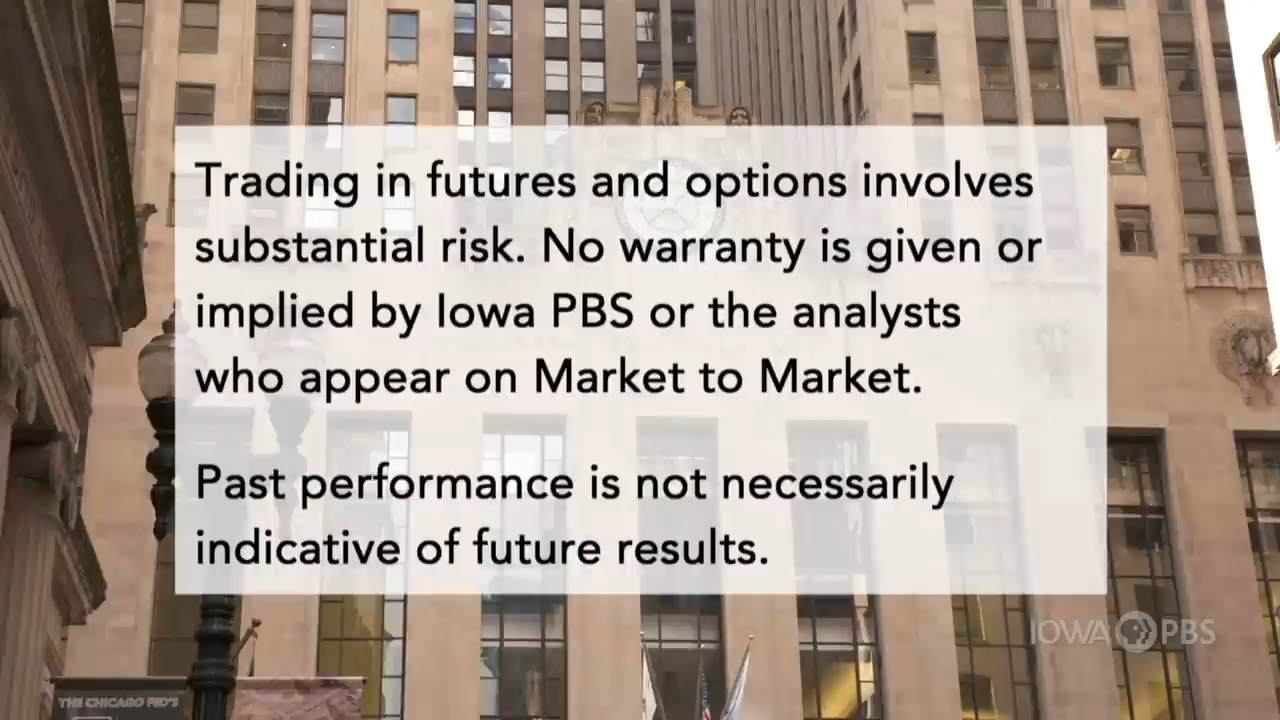 Trading in futures and options involves
substantial risk. No warranty is given or
implied by Iowa PBS or the analysts
who appear on Market to Market.
Past performance is not necessarily
indicative of future results.
IOWA PBS
THE CHICAGO FED'S